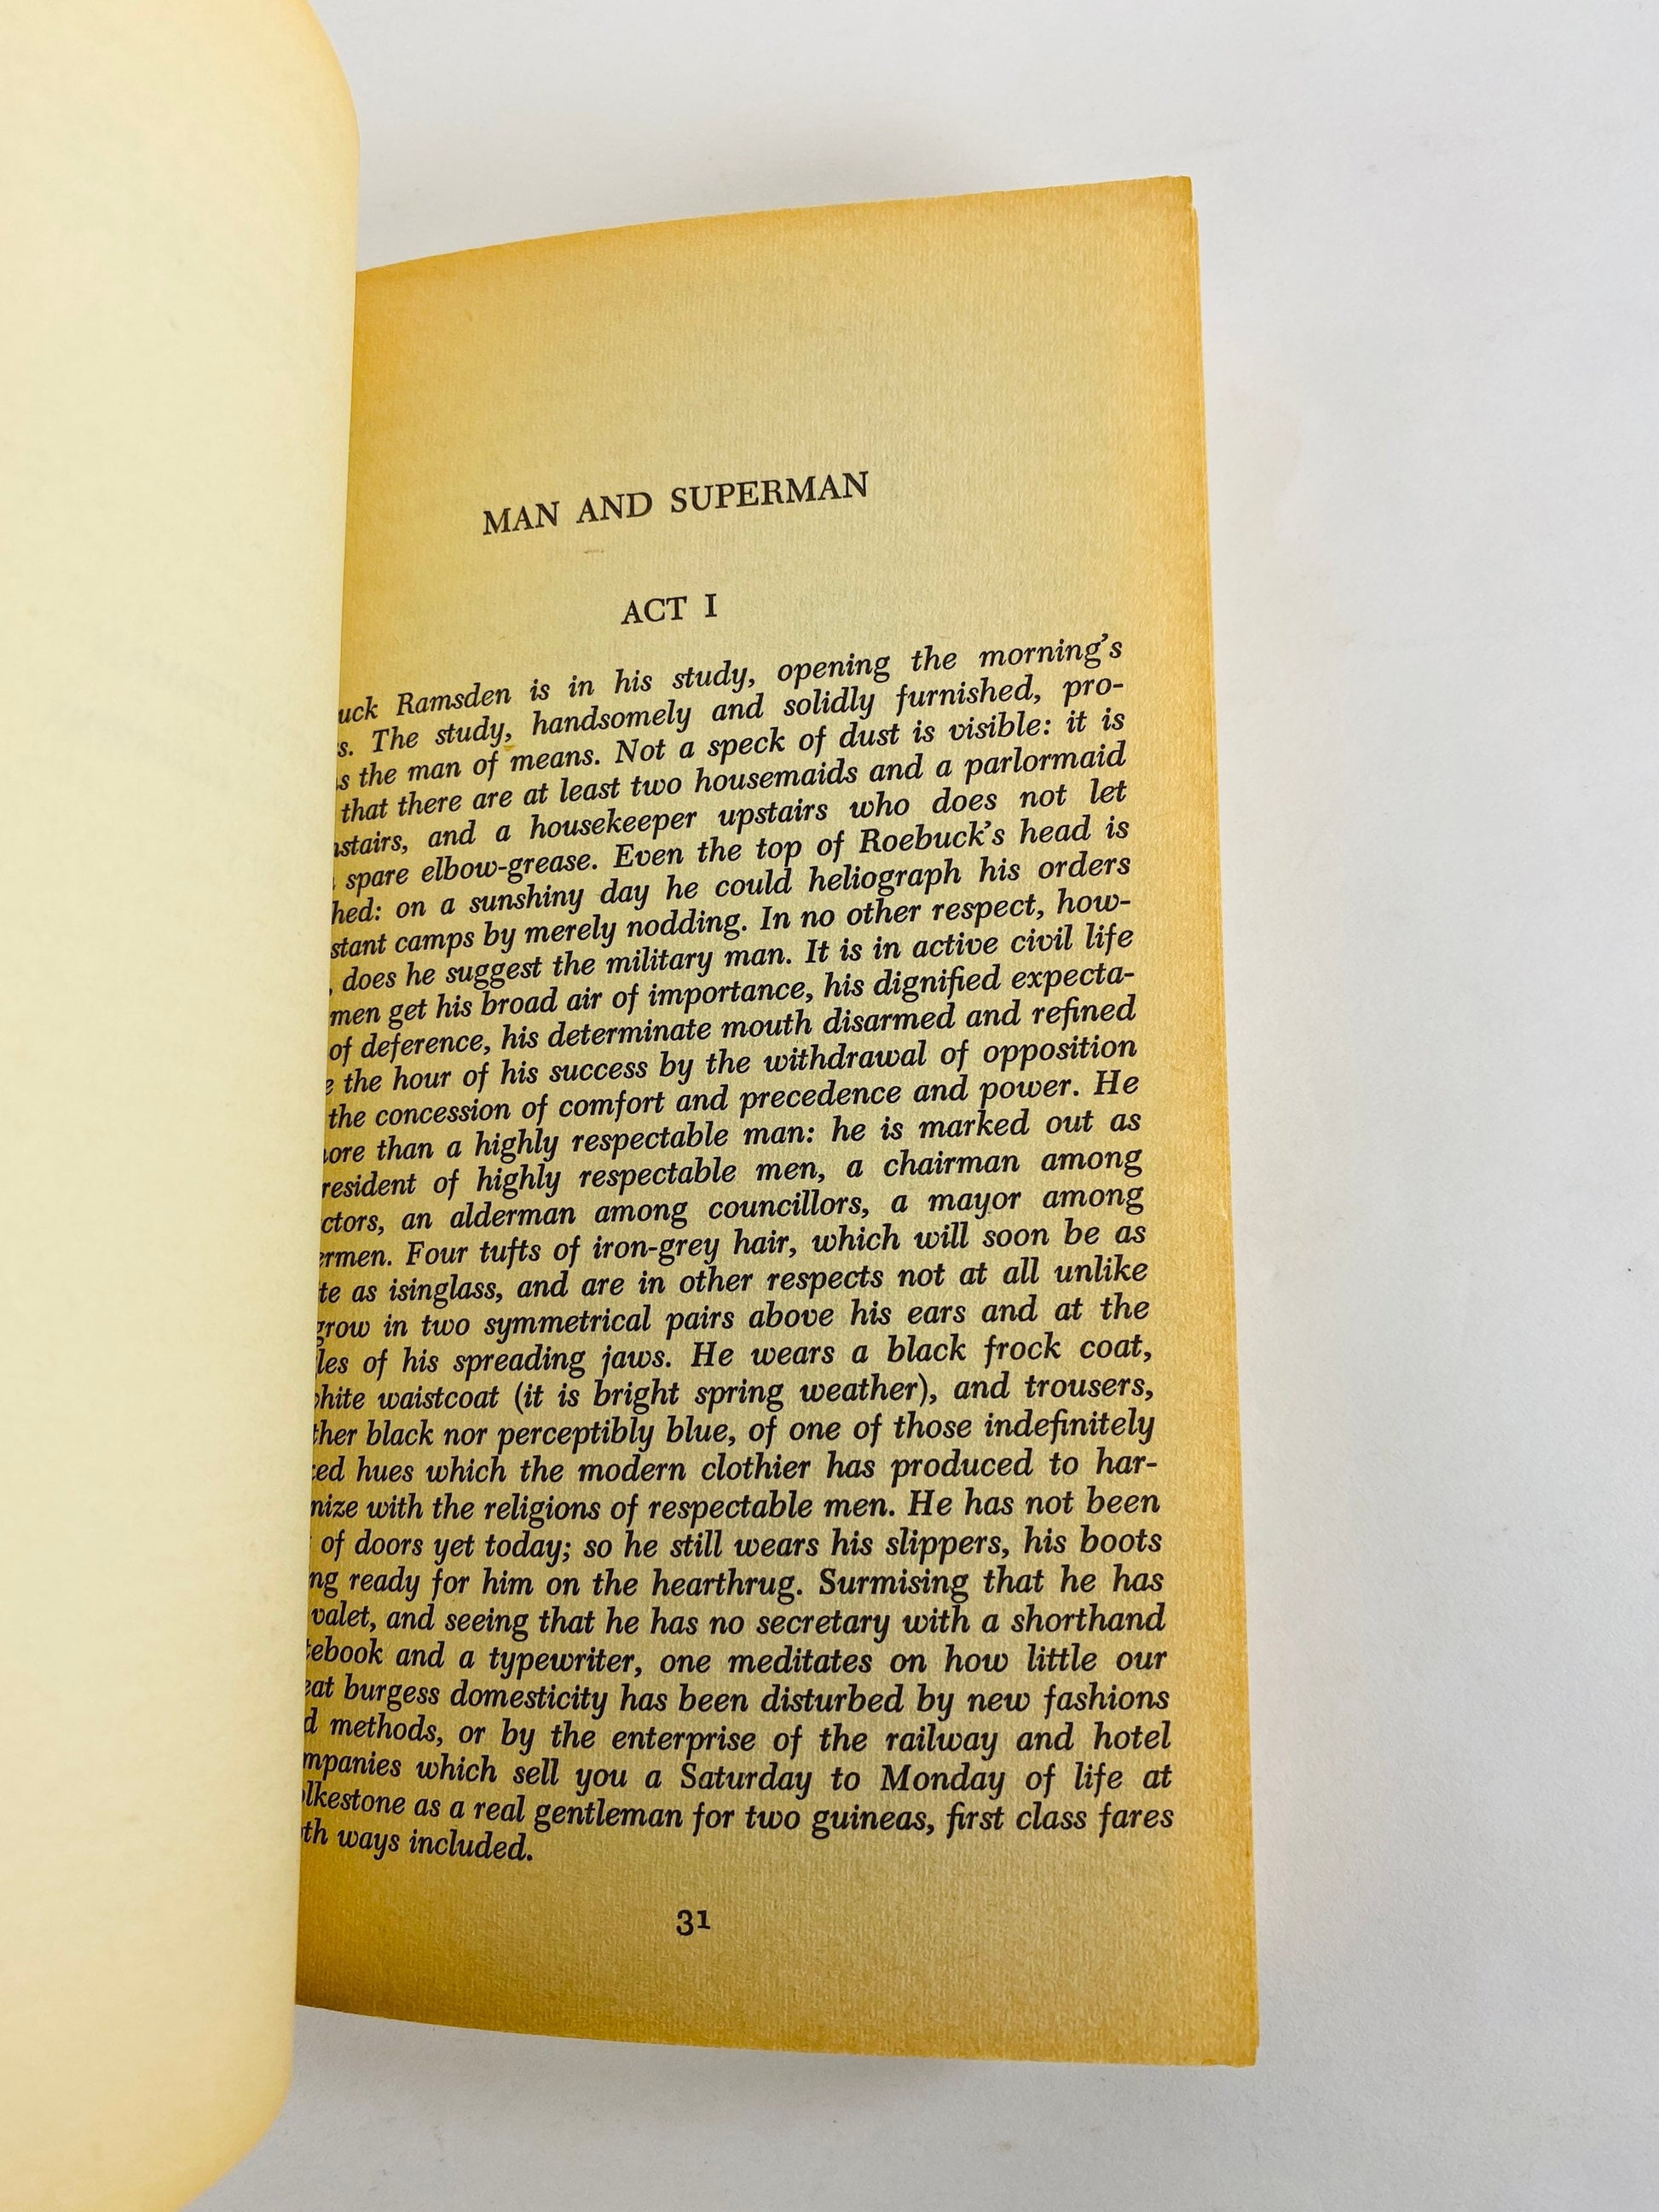 MAN AND SUPERMAN
ACT I
uck Ramsden is in his study, opening the morning's
s. The study, handsomely and solidly furnished, pro-
s the man of means. Not a speck of dust is visible: it is
that there are at least two housemaids and a parlormaid
nstairs, and a housekeeper upstairs who does not let
spare elbow-grease. Even the top of Roebuck's head is
hed: on a sunshiny day he could heliograph his orders
stant camps by merely nodding. In no other respect, how-
, does he suggest the military man. It is in active civil life
men get his broad air of importance, his dignified expecta-
of deference, his determinate mouth disarmed and refined
e the hour of his success by the withdrawal of opposition
the concession of comfort and precedence and power. He
ore than a highly respectable man: he is marked out as
resident of highly respectable men, a chairman among
ctors, an alderman among councillors, a mayor among
ermen. Four tufts of iron-grey hair, which will soon be as
te as isinglass, and are in other respects not at all unlike
grow in two symmetrical pairs above his ears and at the
les of his spreading jaws. He wears a black frock coat,
hite waistcoat (it is bright spring weather), and trousers,
ther black nor perceptibly blue, of one of those indefinitely
ed hues which the modern clothier has produced to har-
nize with the religions of respectable men. He has not been
of doors yet today; so he still wears his slippers, his boots
ng ready for him on the hearthrug. Surmising that he has
valet, and seeing that he has no secretary with a shorthand
tebook and a typewriter, one meditates on how little our
eat burgess domesticity has been disturbed by new fashions
d methods, or by the enterprise of the railway and hotel
mpanies which sell you a Saturday to Monday of life at
lkestone as a real gentleman for two guineas, first class fares
th ways included.
31